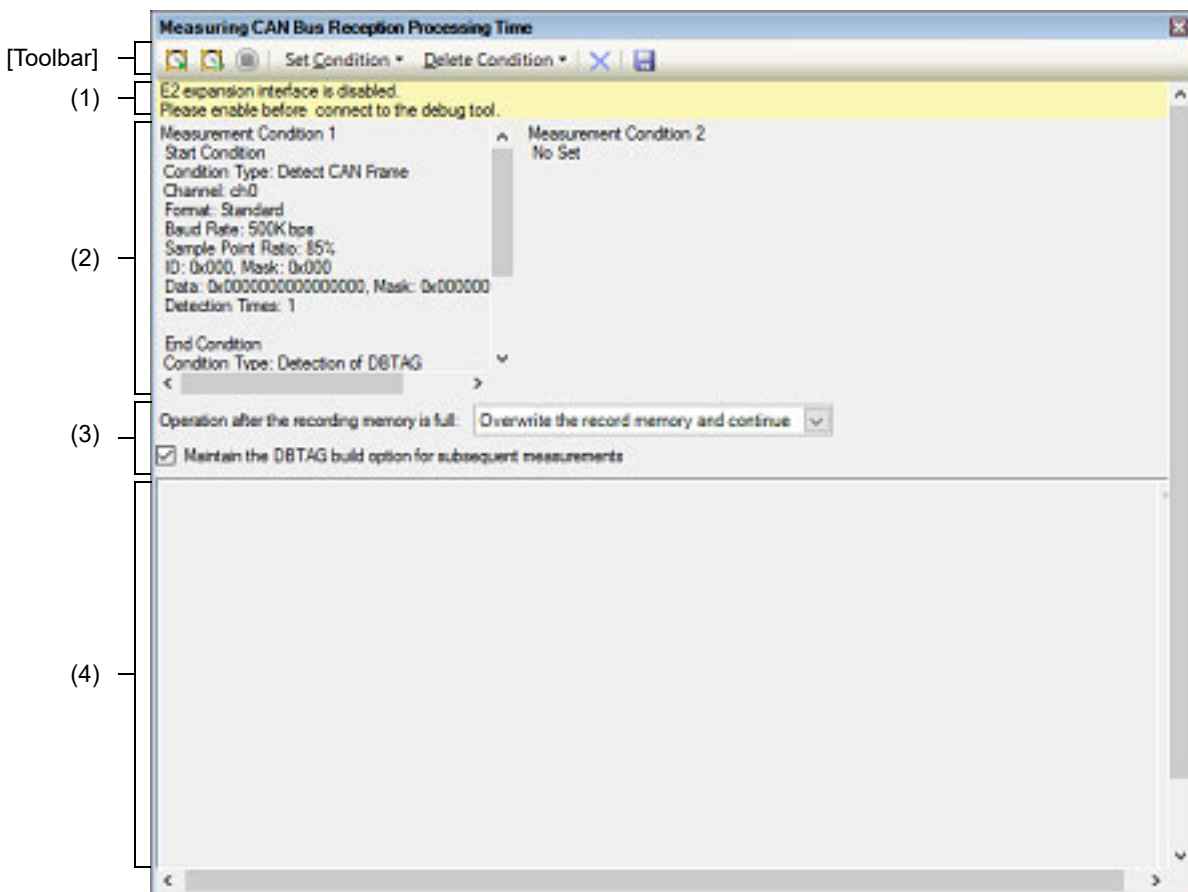 Measuring CAN Bus Reception Processing Time
[Toolbar]
Set Condition
Delete Condition
(1)
E2 expansion interface is disabled.
Please enable before connect to the debug tool.
(2)
Measurement Condition 1
Start Condition
Condition Type: Detect CAN Frame
Channel: ch0
Format: Standard
Baud Rate: 500K bps
Sample Point Ratio: 85%
ID: 0x000, Mask: 0x000
Data: 0x0000000000000000, Mask: 0x000000
Detection Times: 1
End Condition
Condition Type: Detection of DBTAG
Measurement Condition 2
No Set
(3)
Operation after the recording memory is full: Overwrite the record memory and continue
Maintain the DBTAG build option for subsequent measurements
(4)